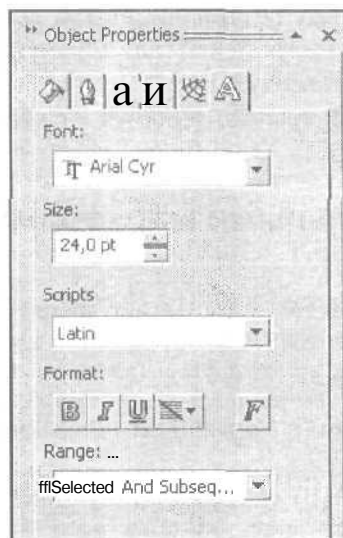 Object Properties
а и
Font:
Arial Cyr
Size:
24,0 pt
Scripts
Latin
Format:
B I U F
Range: ...
fflSelected And Subseq...